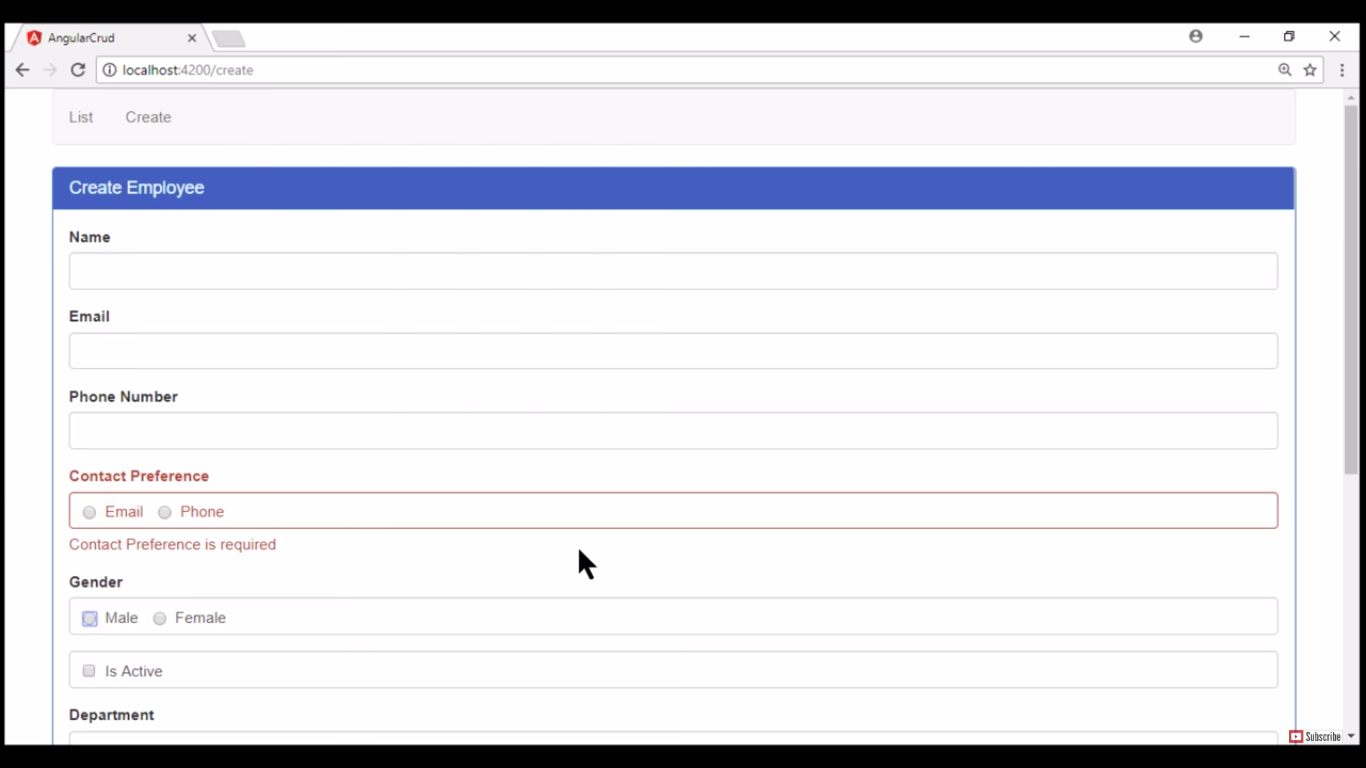 AngularCrud
localhost:4200/create
List Create
Create Employee
Name
Email
Phone Number
Contact Preference
Email Phone
Contact Preference is required
Gender
Male Female
Is Active
Department
Subscribe